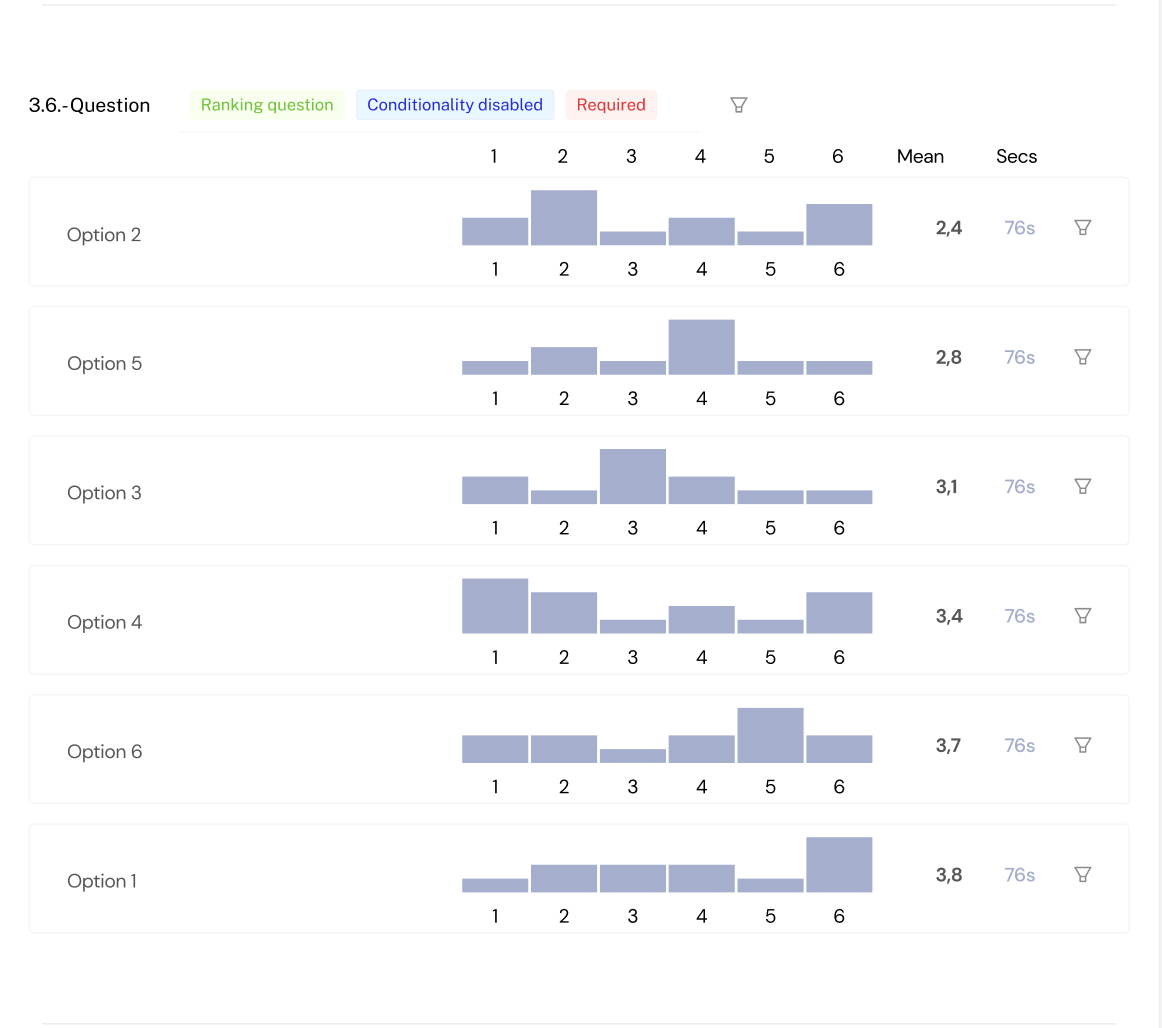 3.6.-Question Ranking question Conditionality disabled Required
1 2 3 4 5 6 Mean Secs
Option 2 2,4 76s
1 2 3 4 5 6
Option 5 2,8 76s
1 2 3 4 5 6
Option 3 3,1 76s
1 2 3 4 5 6
Option 4 3,4 76s
1 2 3 4 5 6
Option 6 3,7 76s
1 2 3 4 5 6
Option 1 3,8 76s
1 2 3 4 5 6